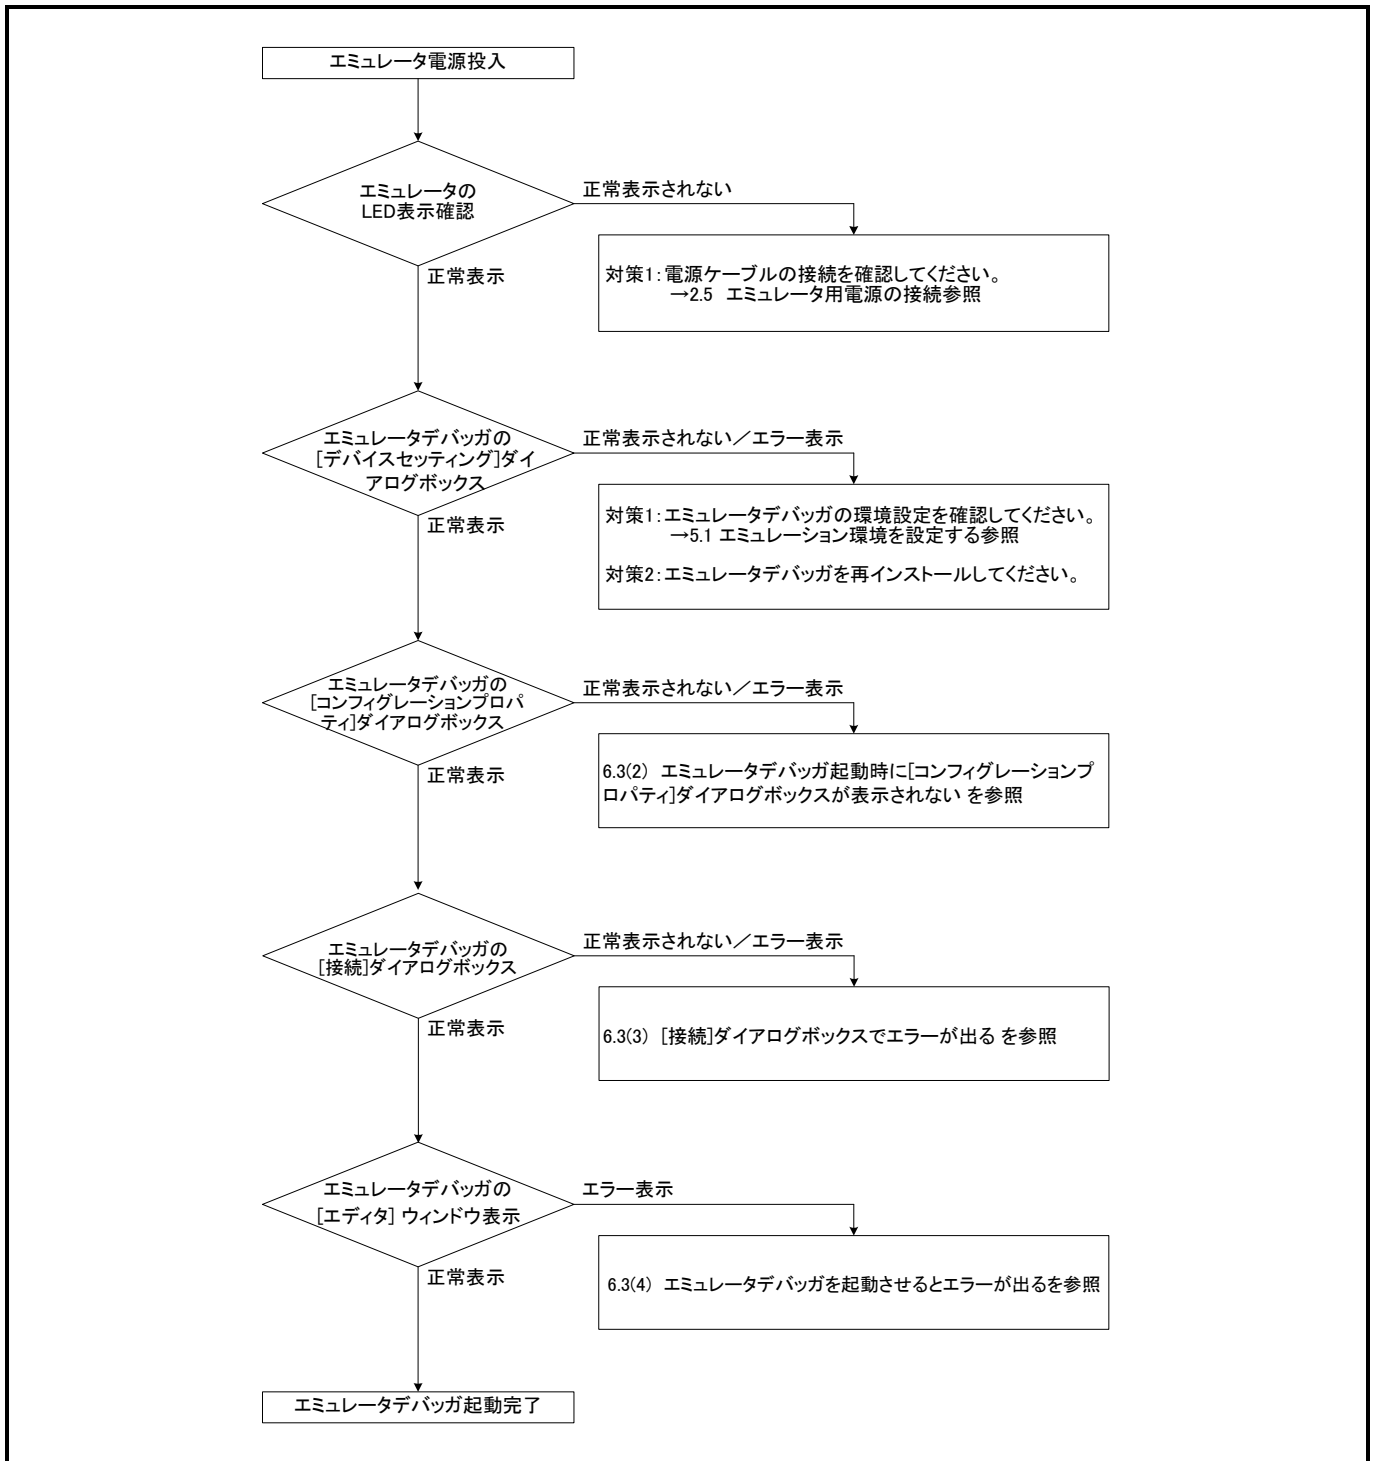 エミュレータ電源投入
エミュレータの
LED表示確認
正常表示されない
対策1：電源ケーブルの接続を確認してください。
→2.5 エミュレータ用電源の接続参照
正常表示
エミュレータデバッガの
[デバイスセッティング]ダイ
アログボックス
正常表示されない／エラー表示
対策1：エミュレータデバッガの環境設定を確認してください。
→5.1 エミュレーション環境を設定する参照
対策2：エミュレータデバッガを再インストールしてください。
正常表示
エミュレータデバッガの
[コンフィグレーションプロパ
ティ]ダイアログボックス
正常表示されない／エラー表示
6.3(2) エミュレータデバッガ起動時に[コンフィグレーションプ
ロパティ]ダイアログボックスが表示されない を参照
正常表示
エミュレータデバッガの
[接続]ダイアログボックス
正常表示されない／エラー表示
6.3(3) [接続]ダイアログボックスでエラーが出る を参照
正常表示
エミュレータデバッガの
[エディタ] ウィンドウ表示
エラー表示
6.3(4) エミュレータデバッガを起動させるとエラーが出るを参照
正常表示
エミュレータデバッガ起動完了